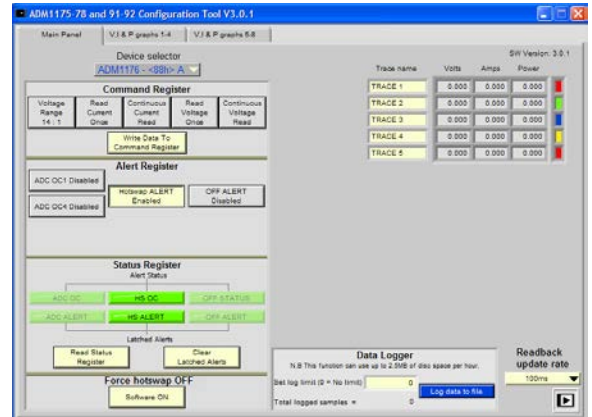 ADM1175-78 and 91-92 Configuration Tool V3.0.1
Main Panel
V,I & P graphs 1-4
V,I & P graphs 5-8
SW Version: 3.0.1
Device selector
ADM1176 - <88h> A
Command Register
Voltage Range 14 : 1
Read Current Once
Continuous Current Read
Read Voltage Once
Continuous Voltage Read
Write Data To Command Register
Alert Register
ADC OC1 Disabled
ADC OC4 Disabled
Hotswap ALERT Enabled
OFF ALERT Disabled
Status Register
Alert Status
ADC OC
HS OC
OFF STATUS
ADC ALERT
HS ALERT
OFF ALERT
Latched Alerts
Read Status Register
Clear Latched Alerts
Force hotswap OFF
Software ON
Trace name Volts Amps Power
TRACE 1 0.000 0.000 0.000
TRACE 2 0.000 0.000 0.000
TRACE 3 0.000 0.000 0.000
TRACE 4 0.000 0.000 0.000
TRACE 5 0.000 0.000 0.000
Data Logger
N.B This function can use up to 2.5MB of disc space per hour.
Set log limit (0 = No limit) 0
Log data to file
Total logged samples = 0
Readback update rate
100ms